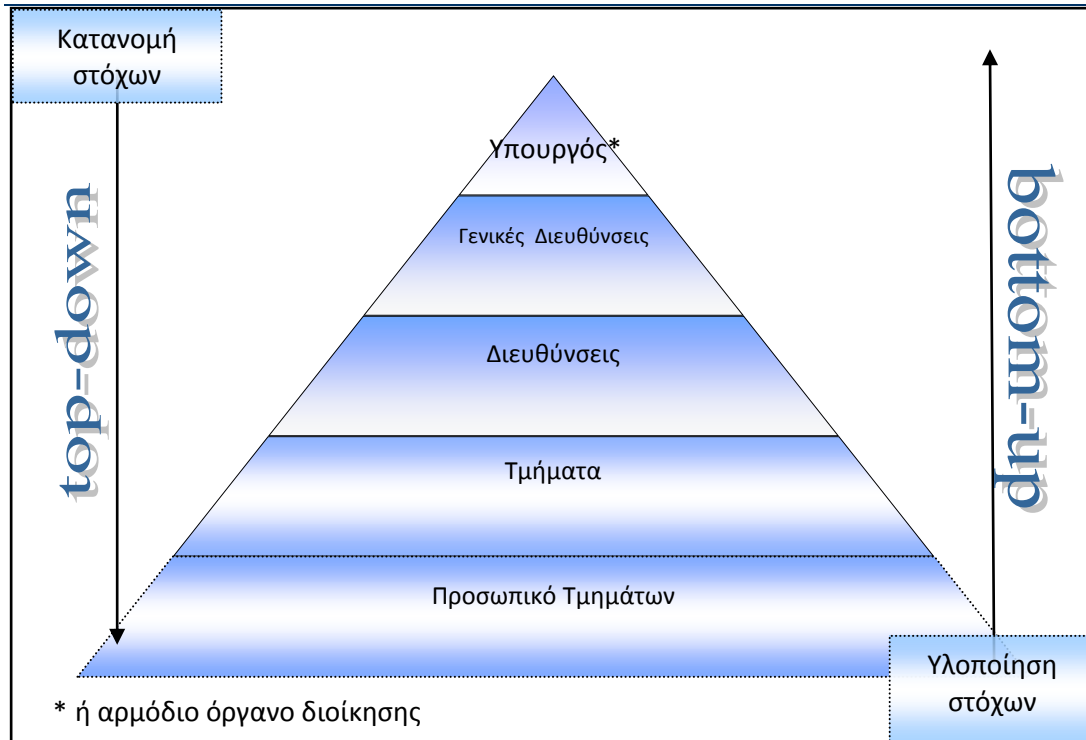 Κατανομή
στόχων
top-down
Υπουργός*
Γενικές Διευθύνσεις
Διευθύνσεις
Τμήματα
Προσωπικό Τμημάτων
bottom-up
Υλοποίηση
στόχων
* ή αρμόδιο όργανο διοίκησης